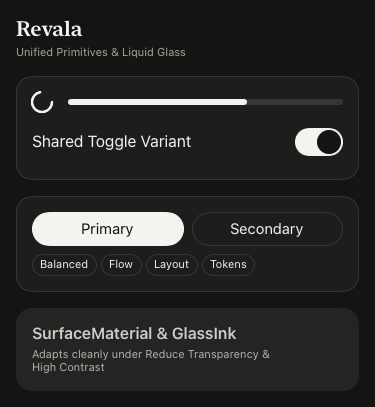 Revala
Unified Primitives & Liquid Glass
Shared Toggle Variant
Primary Secondary
Balanced Flow Layout Tokens
SurfaceMaterial & GlassInk
Adapts cleanly under Reduce Transparency &
High Contrast